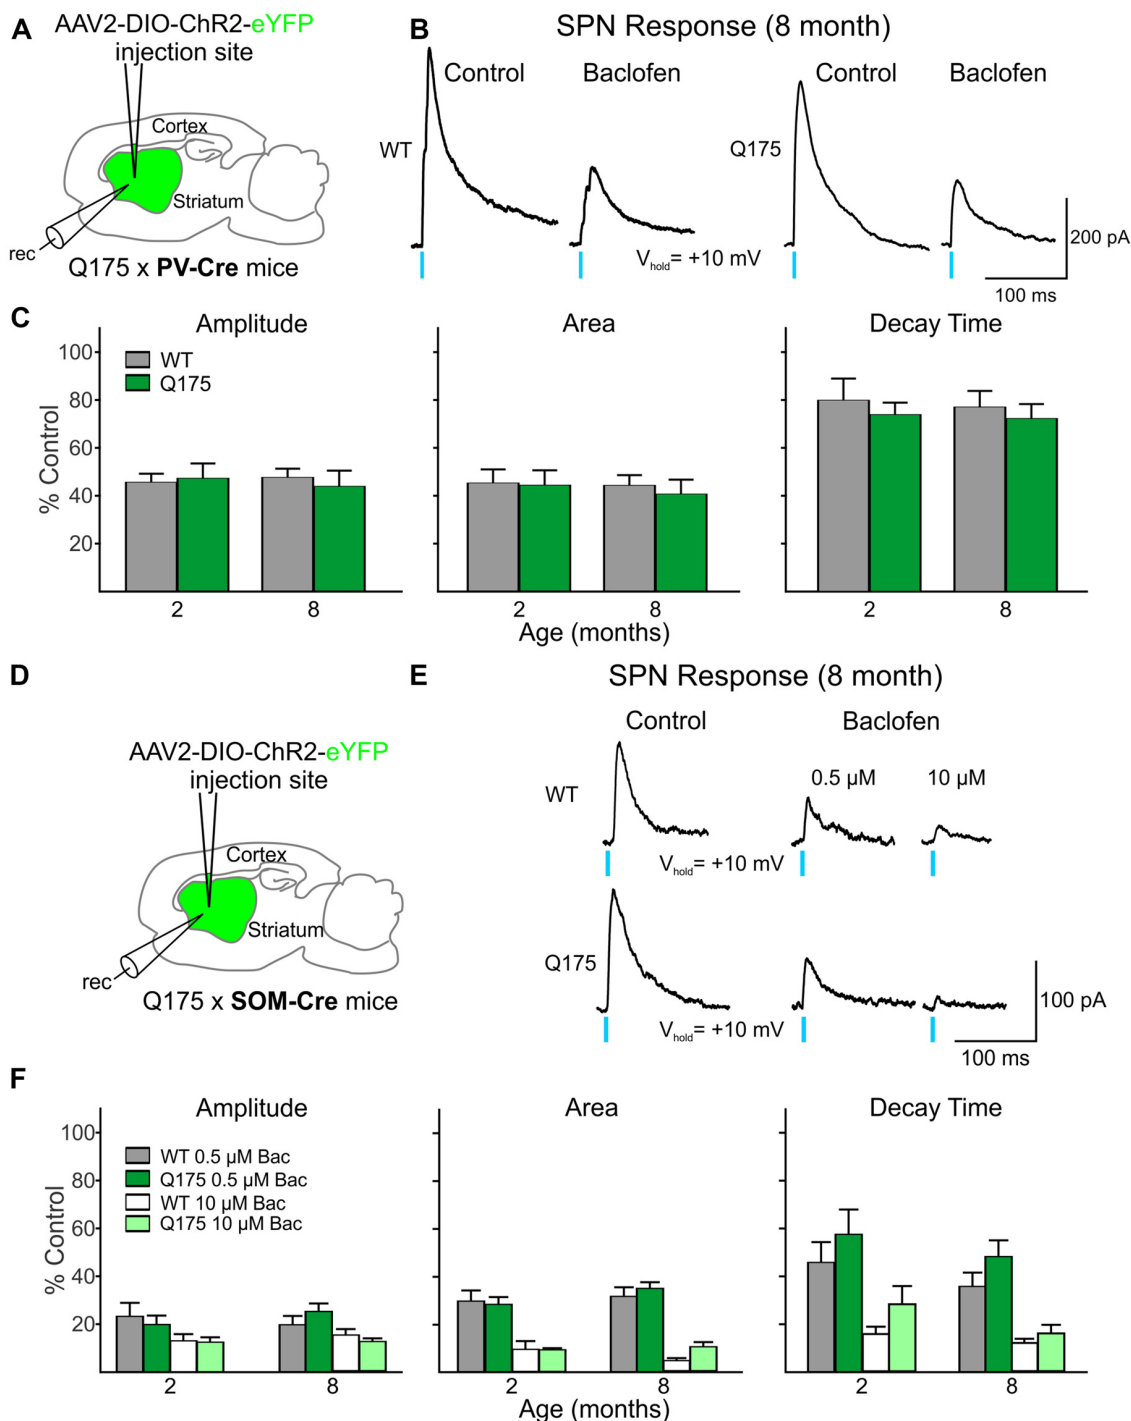 A
AAV2-DIO-ChR2-eYFP
injection site
Cortex
Striatum
rec
Q175 x PV-Cre mice
B
SPN Response (8 month)
Control
Baclofen
Control
Baclofen
WT
Q175
Vhold= +10 mV
200 pA
100 ms
C
Amplitude
Area
Decay Time
WT
Q175
% Control
100
80
60
40
20
2
8
2
8
2
8
Age (months)
D
AAV2-DIO-ChR2-eYFP
injection site
Cortex
Striatum
rec
Q175 x SOM-Cre mice
E
SPN Response (8 month)
Control
Baclofen
0.5 µM
10 µM
WT
Vhold= +10 mV
Q175
Vhold= +10 mV
100 pA
100 ms
F
Amplitude
Area
Decay Time
WT 0.5 µM Bac
Q175 0.5 µM Bac
WT 10 µM Bac
Q175 10 µM Bac
% Control
100
80
60
40
20
2
8
2
8
2
8
Age (months)